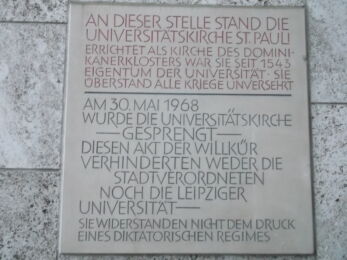 AN DIESER STELLE STAND DIE
UNIVERSITÄTSKIRCHE ST. PAULI
ERRICHTET ALS KIRCHE DES DOMINI-
KANERKLOSTERS WAR SIE SEIT 1543
EIGENTUM DER UNIVERSITÄT · SIE
ÜBERSTAND ALLE KRIEGE UNVERSEHRT
AM 30. MAI 1968
WURDE DIE UNIVERSITÄTSKIRCHE
— GESPRENGT —
DIESEN AKT DER WILLKÜR
VERHINDERTEN WEDER DIE
STADTVERORDNETEN
NOCH DIE LEIPZIGER
UNIVERSITÄT —
SIE WIDERSTANDEN NICHT DEM DRUCK
EINES DIKTATORISCHEN REGIMES